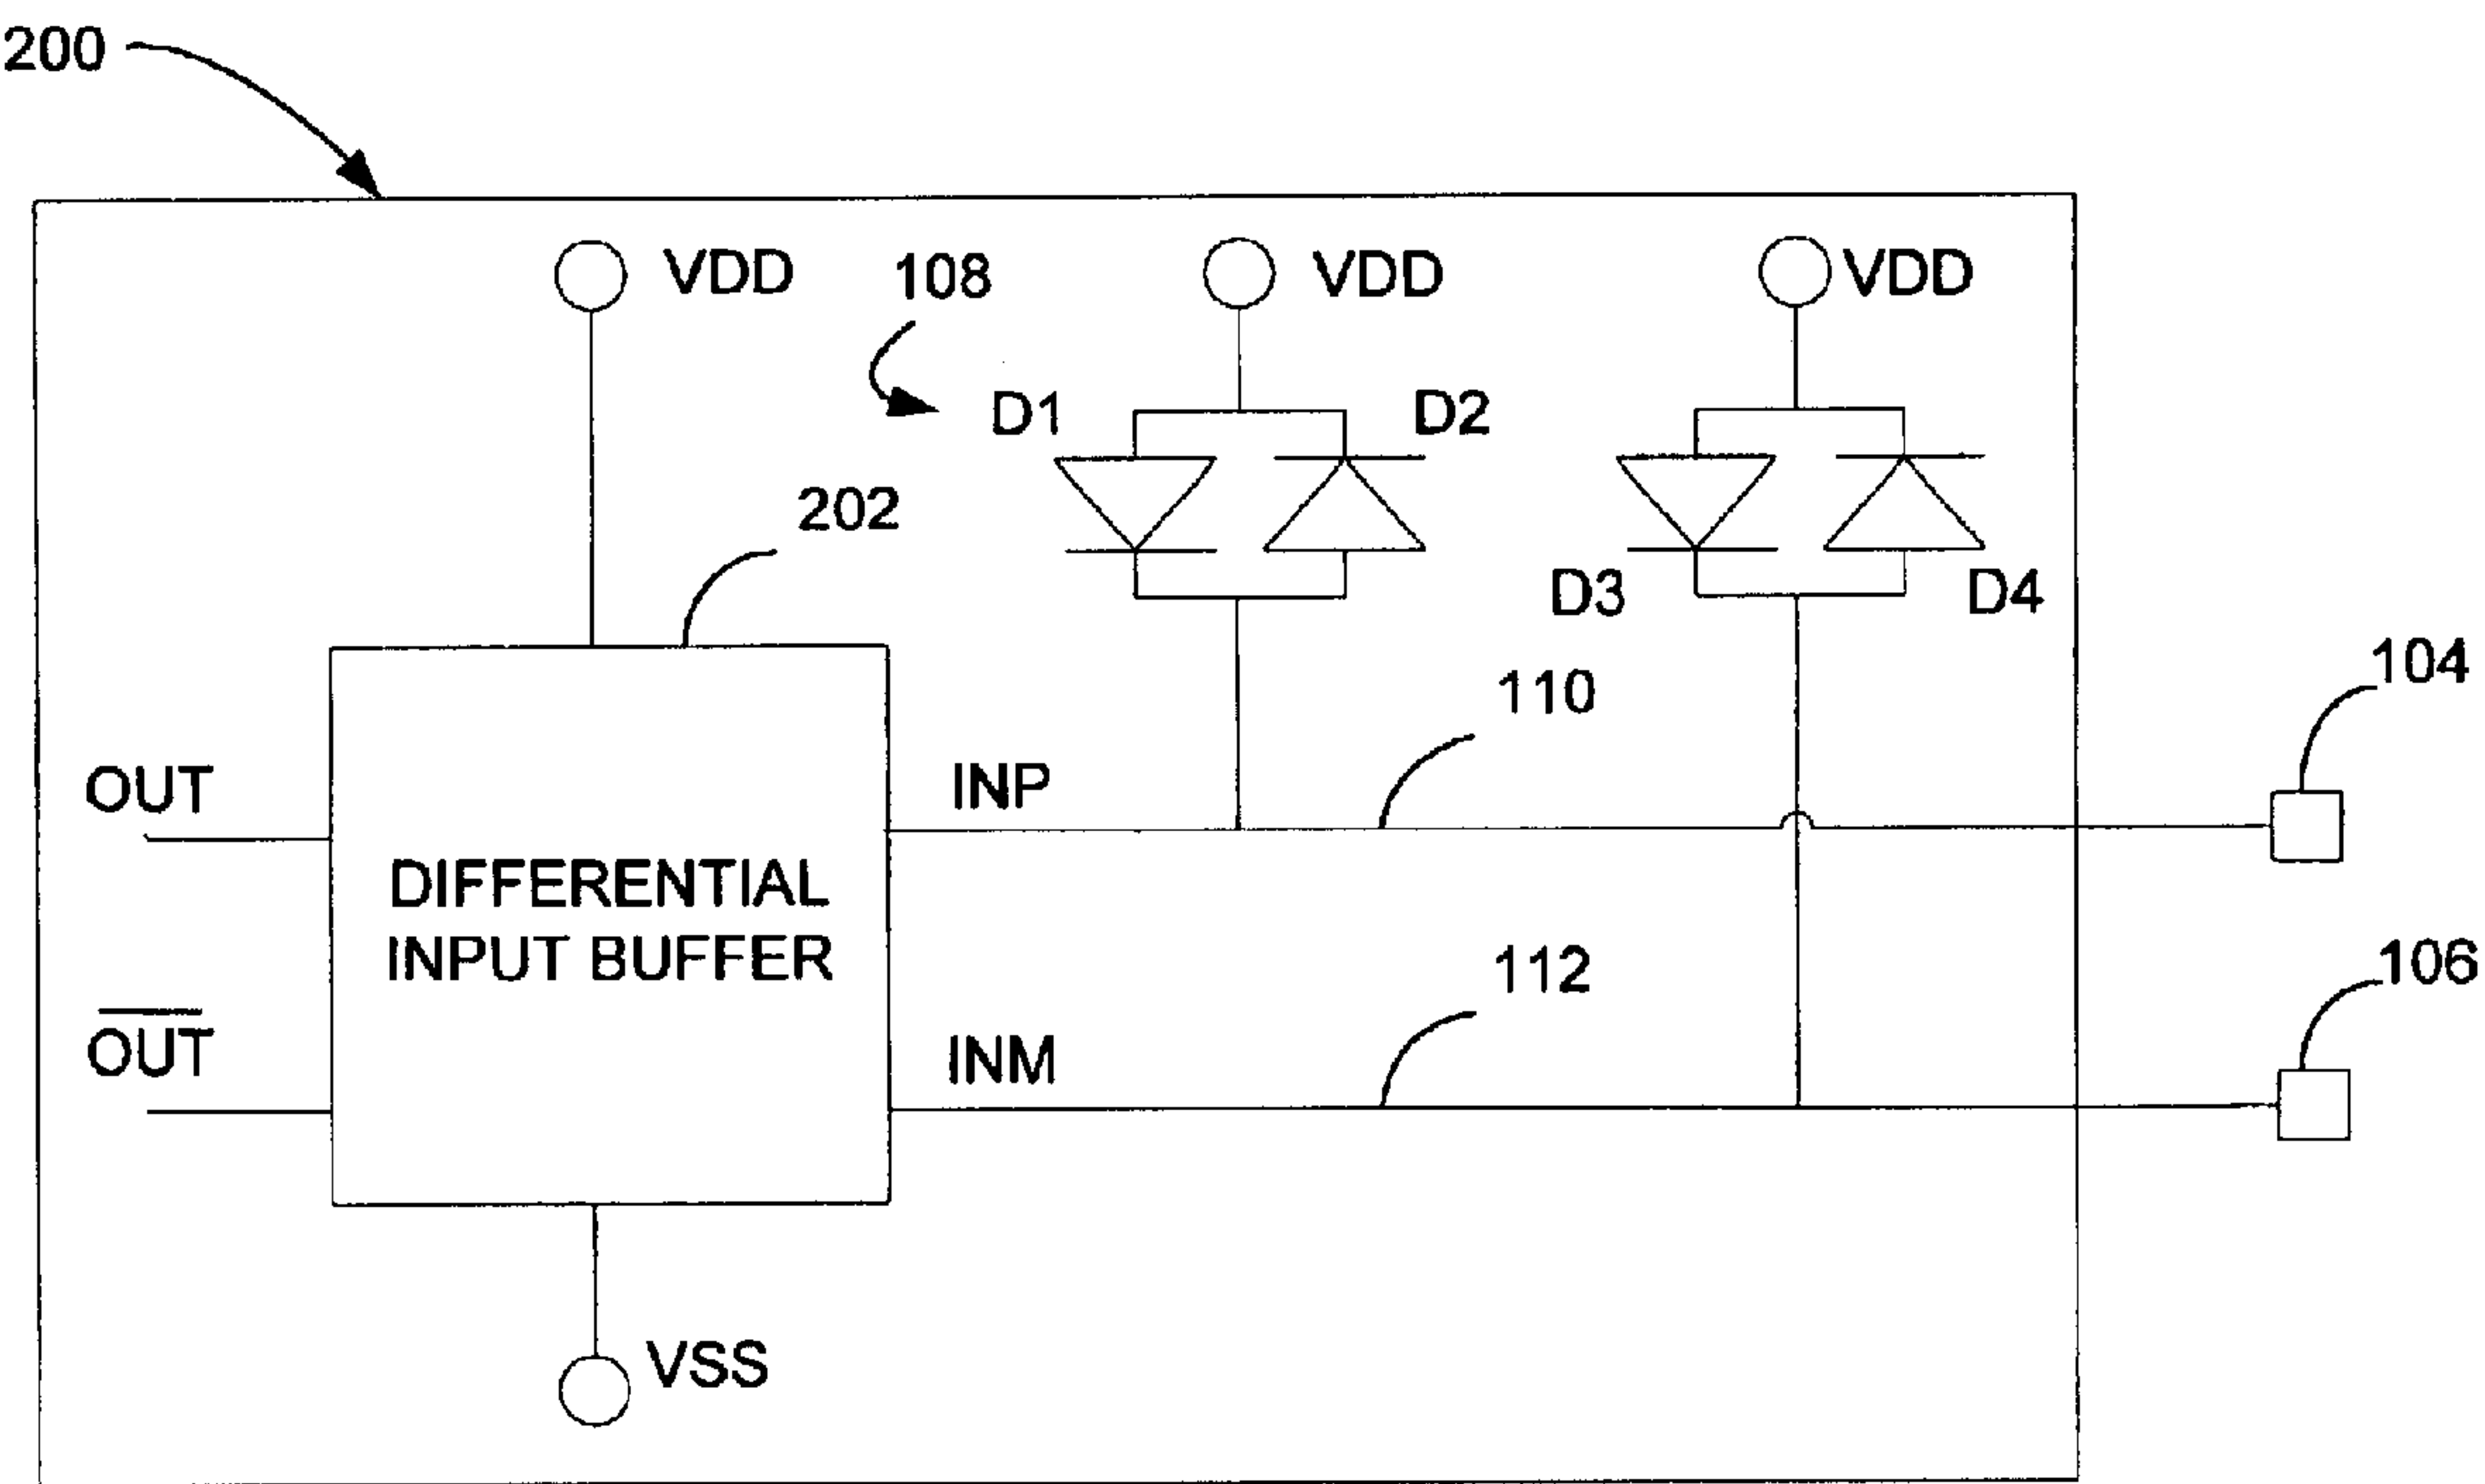 200
VDD
108
VDD
VDD
D1
D2
202
D3
D4
104
110
OUT
INP
DIFFERENTIAL
INPUT BUFFER
112
106
O̅U̅T̅
INM
VSS